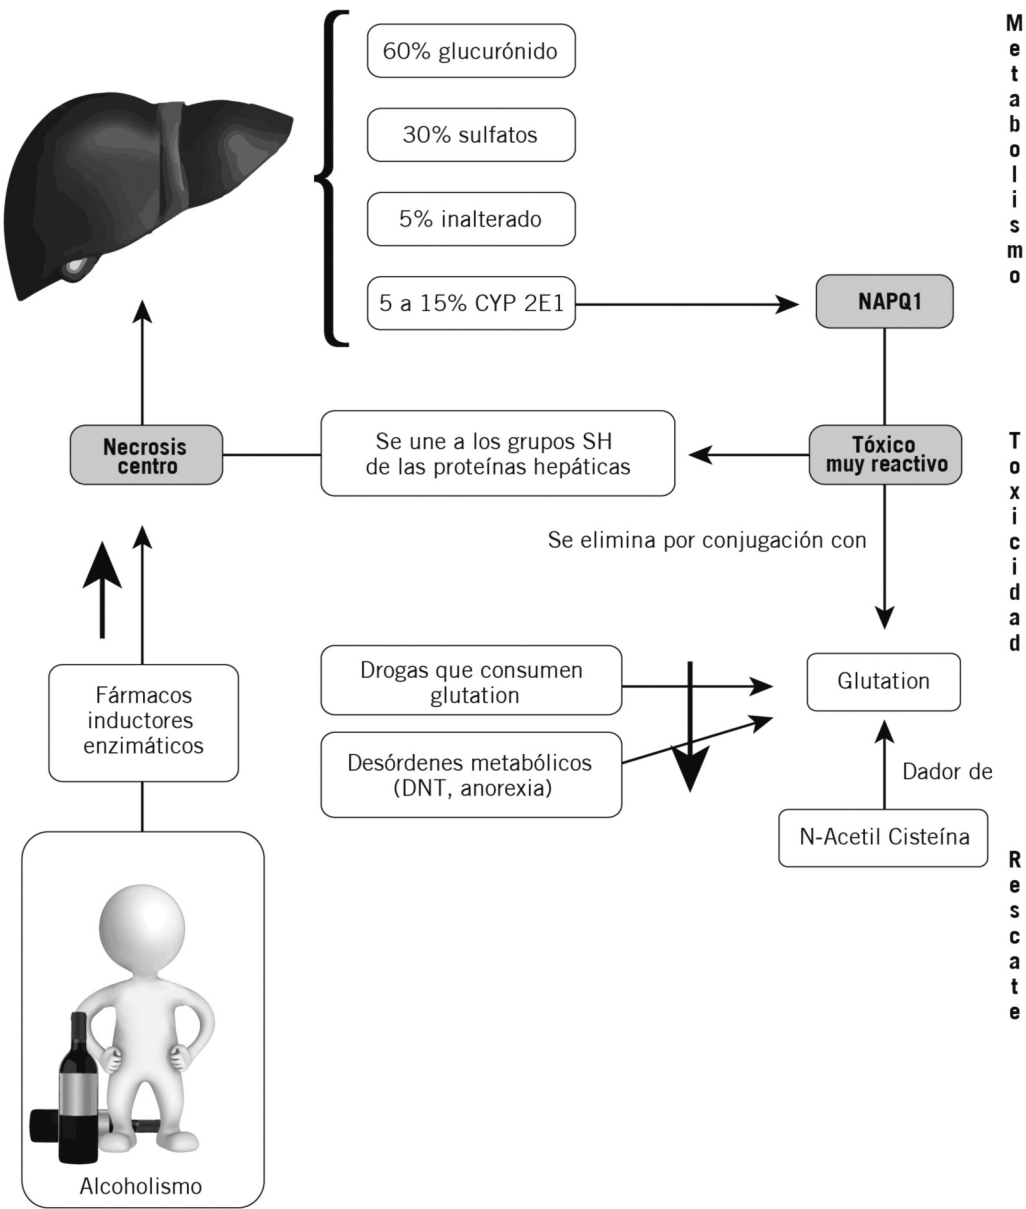 60% glucurónido
30% sulfatos
5% inalterado
5 a 15% CYP 2E1
NAPQ1
Metabolismo
Necrosis
centro
Se une a los grupos SH
de las proteínas hepáticas
Tóxico
muy reactivo
Toxicidad
Se elimina por conjugación con
Fármacos
inductores
enzimáticos
Drogas que consumen
glutation
Desórdenes metabólicos
(DNT, anorexia)
Glutation
Dador de
N-Acetil Cisteína
Rescate
Alcoholismo